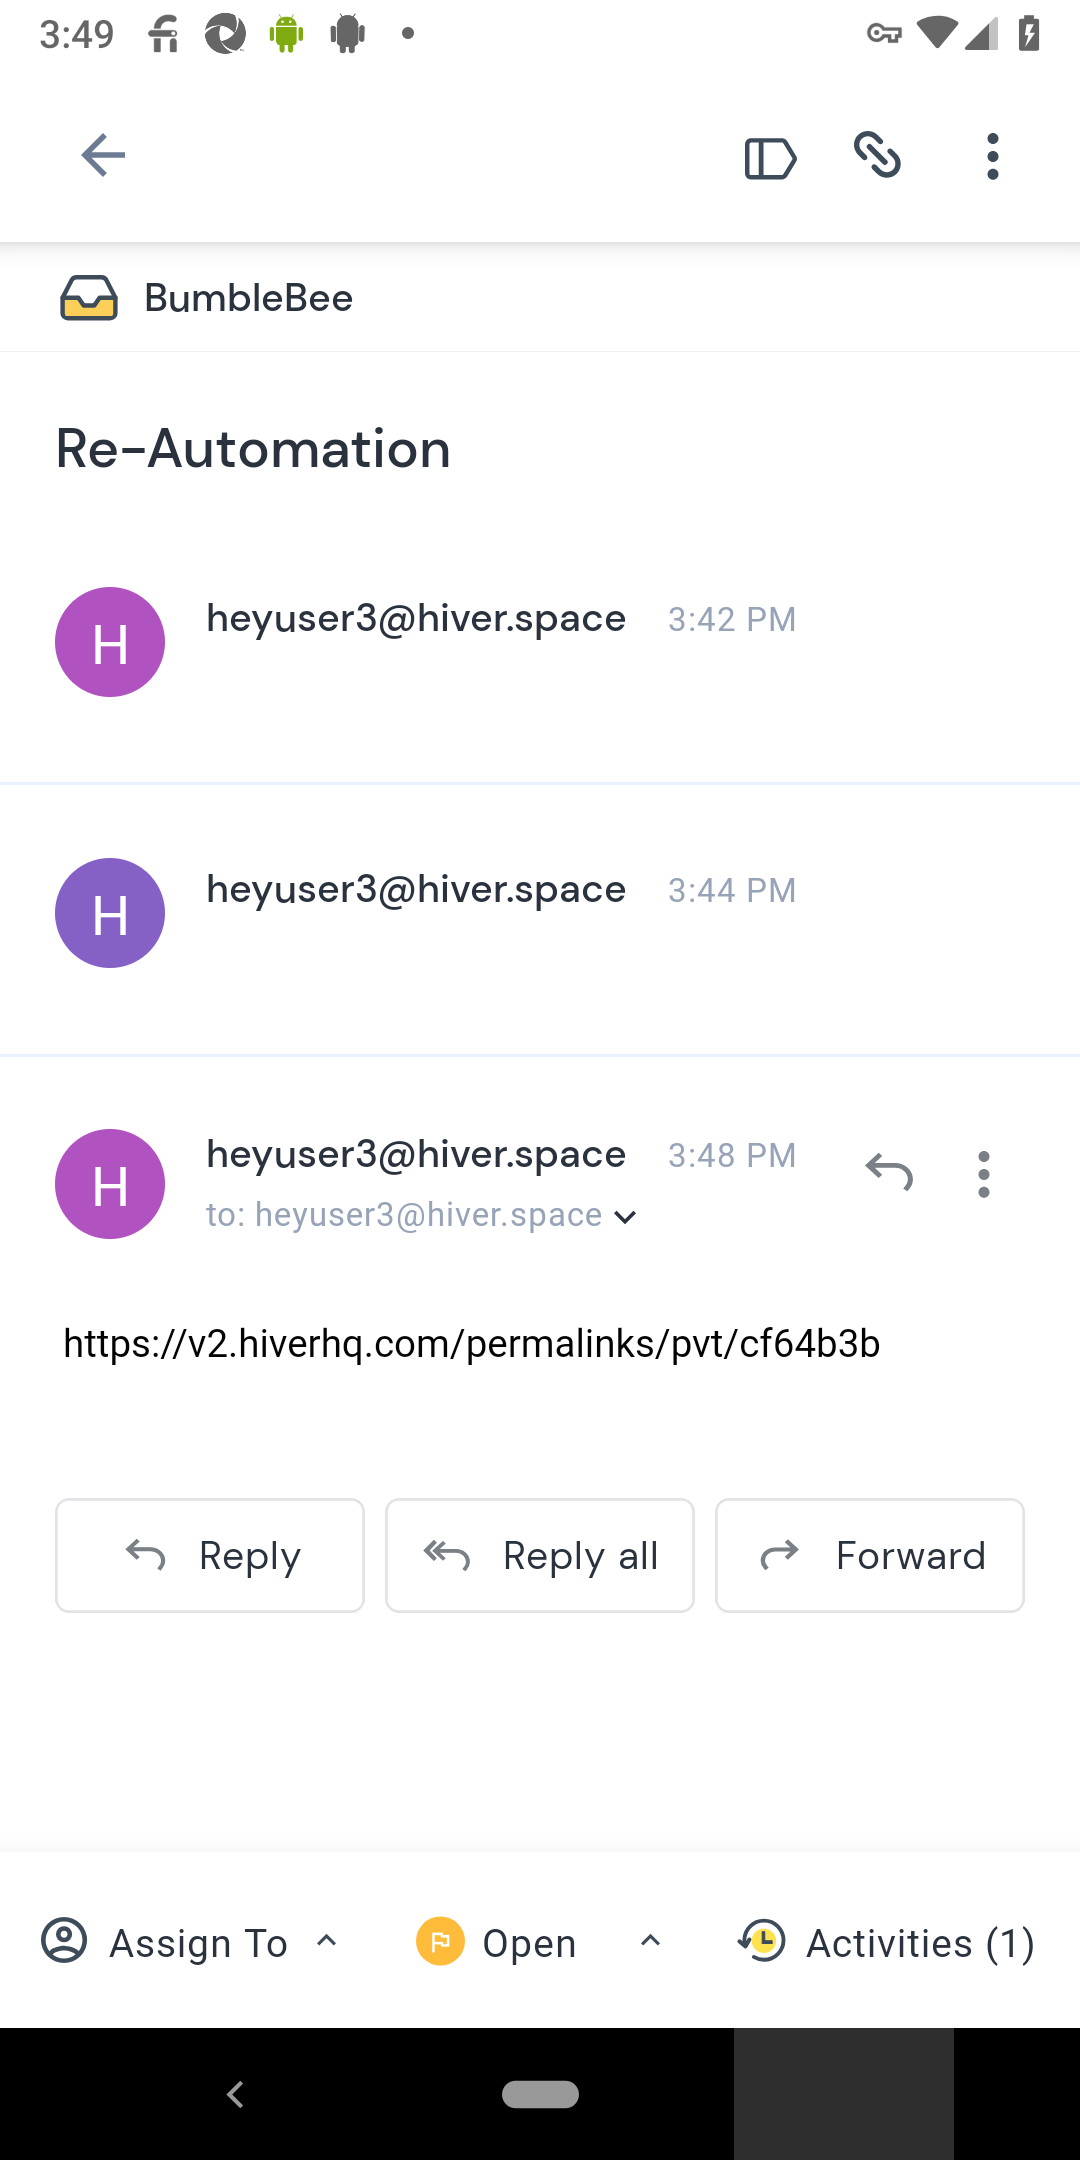 3:49
BumbleBee
Re-Automation
H heyuser3@hiver.space 3:42 PM
H heyuser3@hiver.space 3:44 PM
H heyuser3@hiver.space 3:48 PM
to: heyuser3@hiver.space
https://v2.hiverhq.com/permalinks/pvt/cf64b3b
Reply Reply all Forward
Assign To Open Activities (1)